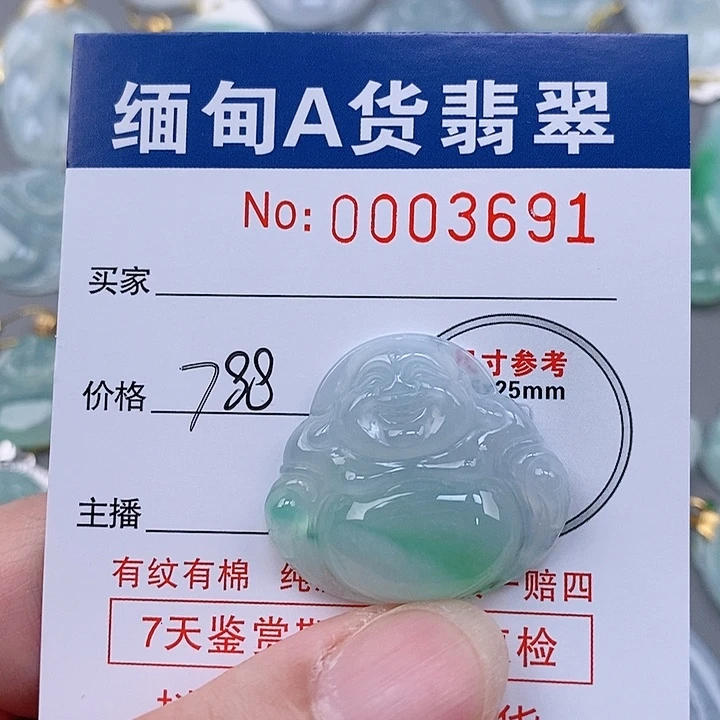 缅甸A货翡翠
No: 0003691
买家
寸参考
25mm
价格 788
主播
有纹有棉 纯 一赔四
7天鉴赏 检